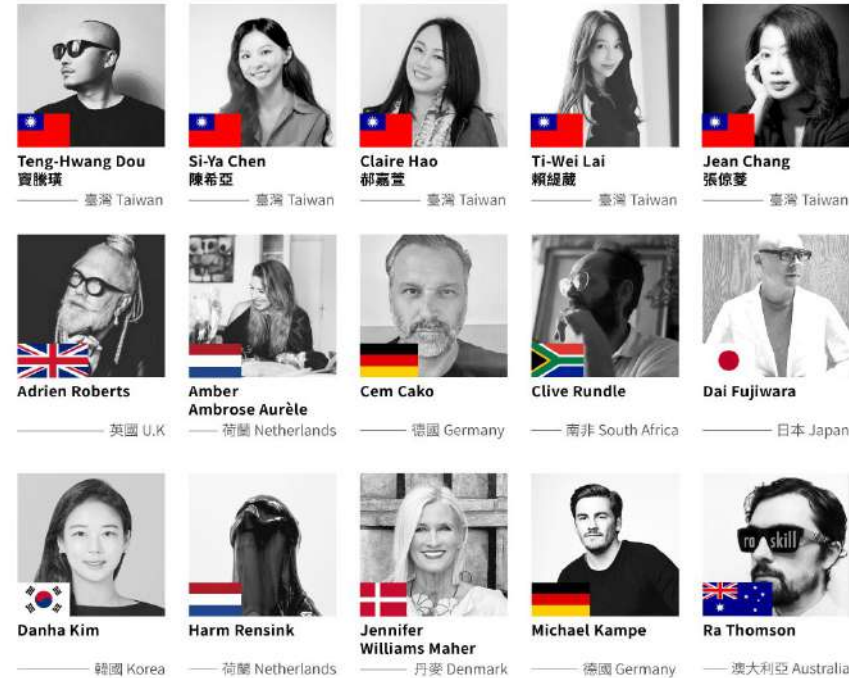 Teng-Hwang Dou
竇騰璜
臺灣 Taiwan
Si-Ya Chen
陳希亞
臺灣 Taiwan
Claire Hao
郝嘉萱
臺灣 Taiwan
Ti-Wei Lai
賴緹葳
臺灣 Taiwan
Jean Chang
張倞菱
臺灣 Taiwan
Adrien Roberts
英國 U.K
Amber
Ambrose Aurèle
荷蘭 Netherlands
Cem Cako
德國 Germany
Clive Rundle
南非 South Africa
Dai Fujiwara
日本 Japan
Danha Kim
韓國 Korea
Harm Rensink
荷蘭 Netherlands
Jennifer
Williams Maher
丹麥 Denmark
Michael Kampe
德國 Germany
ra skill
Ra Thomson
澳大利亞 Australia